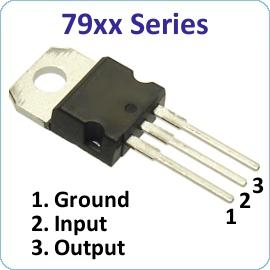 79xx Series
1. Ground
2. Input
3. Output
1
2
3